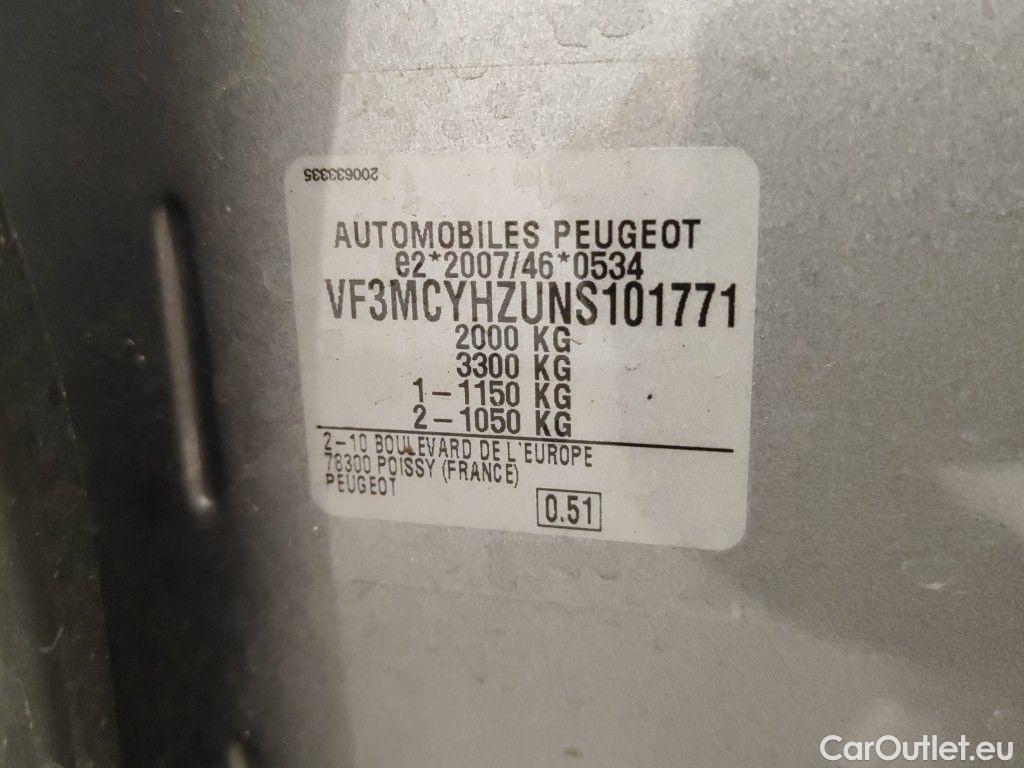 200633335
AUTOMOBILES PEUGEOT
e2*2007/46*0534
VF3MCYHZUNS101771
2000 KG
3300 KG
1-1150 KG
2-1050 KG
2-10 BOULEVARD DE L'EUROPE
78300 POISSY (FRANCE)
PEUGEOT
0.51
CarOutlet.eu